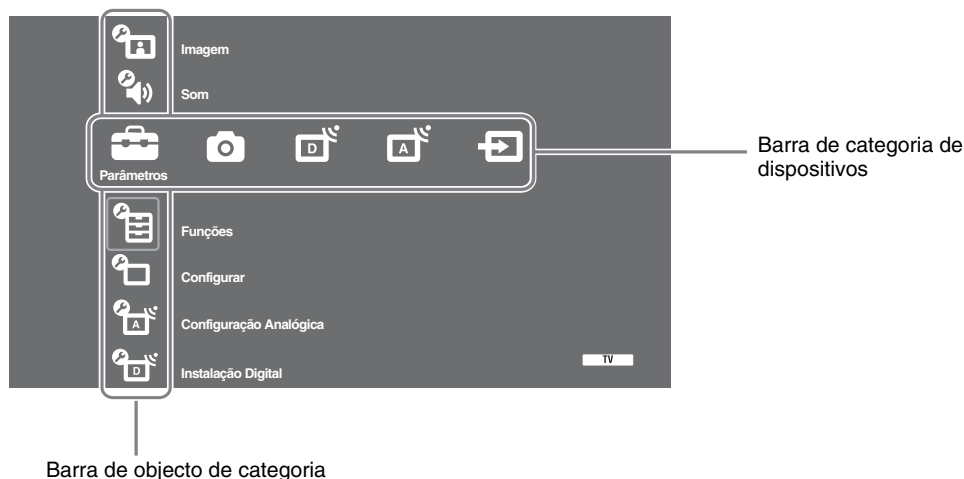 Imagem
Som
D
A
Parâmetros
Barra de categoria de
dispositivos
Funções
Configurar
A
Configuração Analógica
D
Instalação Digital
TV
Barra de objecto de categoria